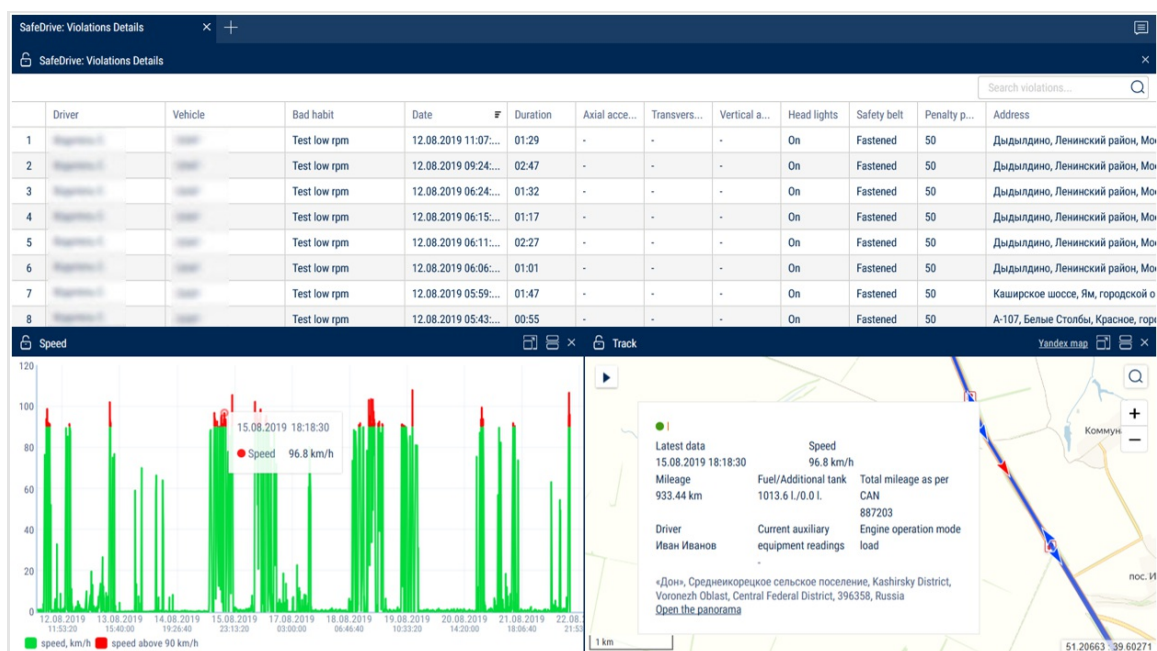 SafeDrive: Violations Details
SafeDrive: Violations Details
Search violations...
Driver Vehicle Bad habit Date Duration Axial acce... Transvers... Vertical a... Head lights Safety belt Penalty p... Address
1 Test low rpm 12.08.2019 11:07:... 01:29 - - - On Fastened 50 Дыдылдино, Ленинский район, Мо
2 Test low rpm 12.08.2019 09:24:... 02:47 - - - On Fastened 50 Дыдылдино, Ленинский район, Мо
3 Test low rpm 12.08.2019 06:24:... 01:32 - - - On Fastened 50 Дыдылдино, Ленинский район, Мо
4 Test low rpm 12.08.2019 06:15:... 01:17 - - - On Fastened 50 Дыдылдино, Ленинский район, Мо
5 Test low rpm 12.08.2019 06:11:... 02:27 - - - On Fastened 50 Дыдылдино, Ленинский район, Мо
6 Test low rpm 12.08.2019 06:06:... 01:01 - - - On Fastened 50 Дыдылдино, Ленинский район, Мо
7 Test low rpm 12.08.2019 05:59:... 01:47 - - - On Fastened 50 Каширское шоссе, Ям, городской о
8 Test low rpm 12.08.2019 05:43:... 00:55 - - - On Fastened 50 А-107, Белые Столбы, Красное, горо
Speed
120
100
80
60
40
20
0
15.08.2019 18:18:30
Speed 96.8 km/h
12.08.2019 13.08.2019 14.08.2019 15.08.2019 17.08.2019 18.08.2019 19.08.2019 20.08.2019 21.08.2019 22.08.
11:53:20 15:40:00 19:26:40 23:13:20 03:00:00 06:46:40 10:33:20 14:20:00 18:06:40 21:53
speed, km/h speed above 90 km/h
Track Yandex map
Latest data Speed
15.08.2019 18:18:30 96.8 km/h
Mileage Fuel/Additional tank Total mileage as per
933.44 km 1013.6 l./0.0 l. CAN
887203
Driver Current auxiliary Engine operation mode
Иван Иванов equipment readings load
-
«Дон», Среднеикорецкое сельское поселение, Kashirsky District,
Voronezh Oblast, Central Federal District, 396358, Russia
Open the panorama
Коммун
+
−
пос. И
1 km
51.20663 : 39.60271